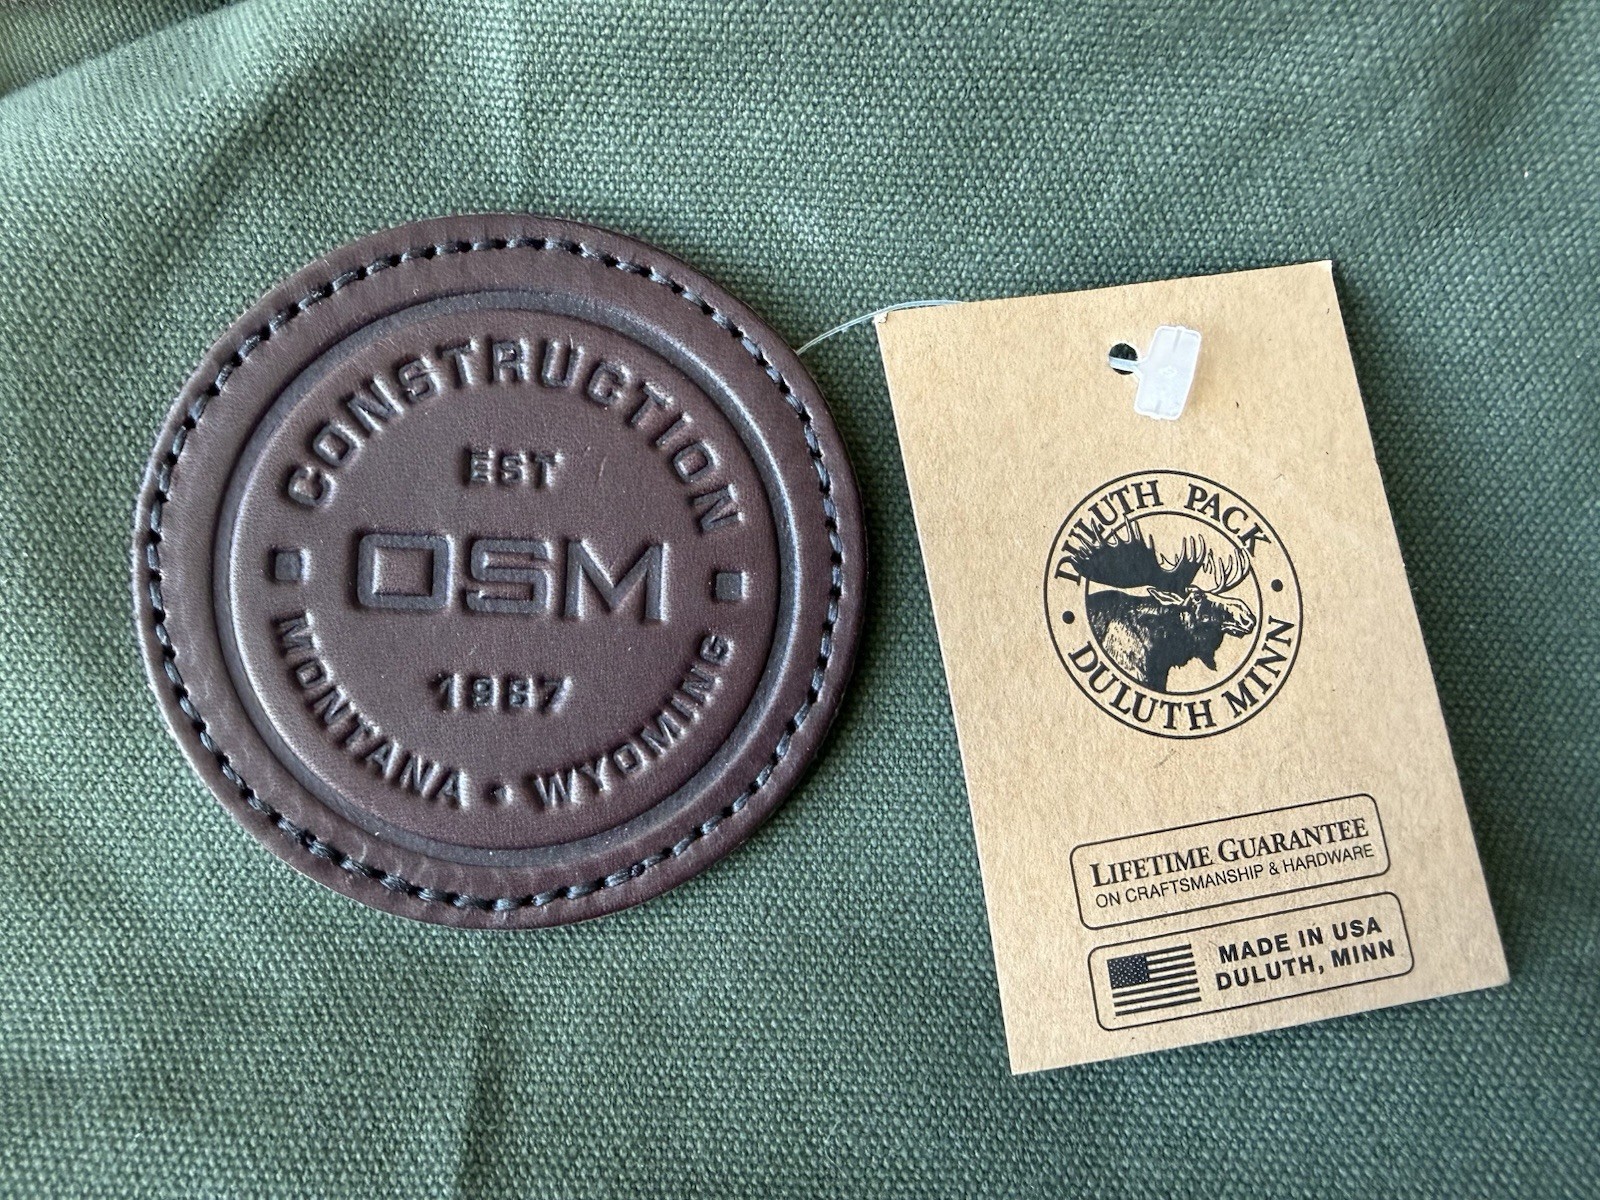 CONSTRUCTION
EST
OSM
1987
MONTANA • WYOMING
DULUTH PACK
• DULUTH MINN •
LIFETIME GUARANTEE
ON CRAFTSMANSHIP & HARDWARE
MADE IN USA
DULUTH, MINN